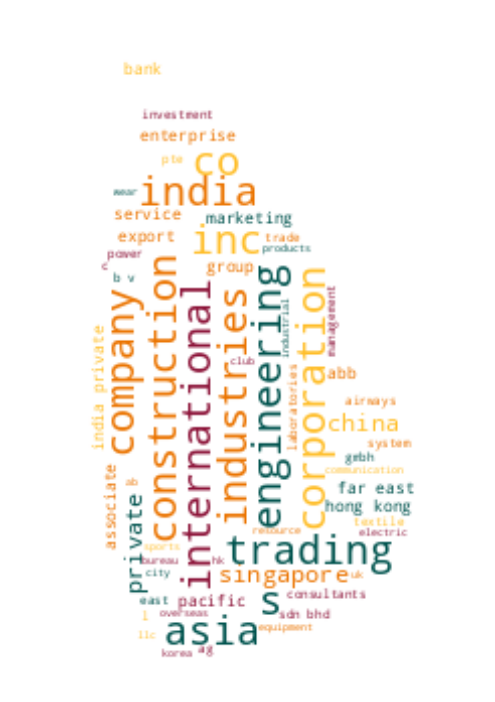 bank
investment
enterprise
pte
co
wear
india
service
marketing
export
inc
trade
products
power
c
group
b v
construction
engineering
corporation
international
industries
company
management
industrial
india private
club
laboratories
abb
airways
china
system
gmbh
communication
associate
ab
private
far east
hong kong
textile
electric
resource
sports
trading
bureau
hk
city
singapore
uk
east
pacific
s
consultants
l
overseas
sdn bhd
asia
equipment
llc
korea
ag